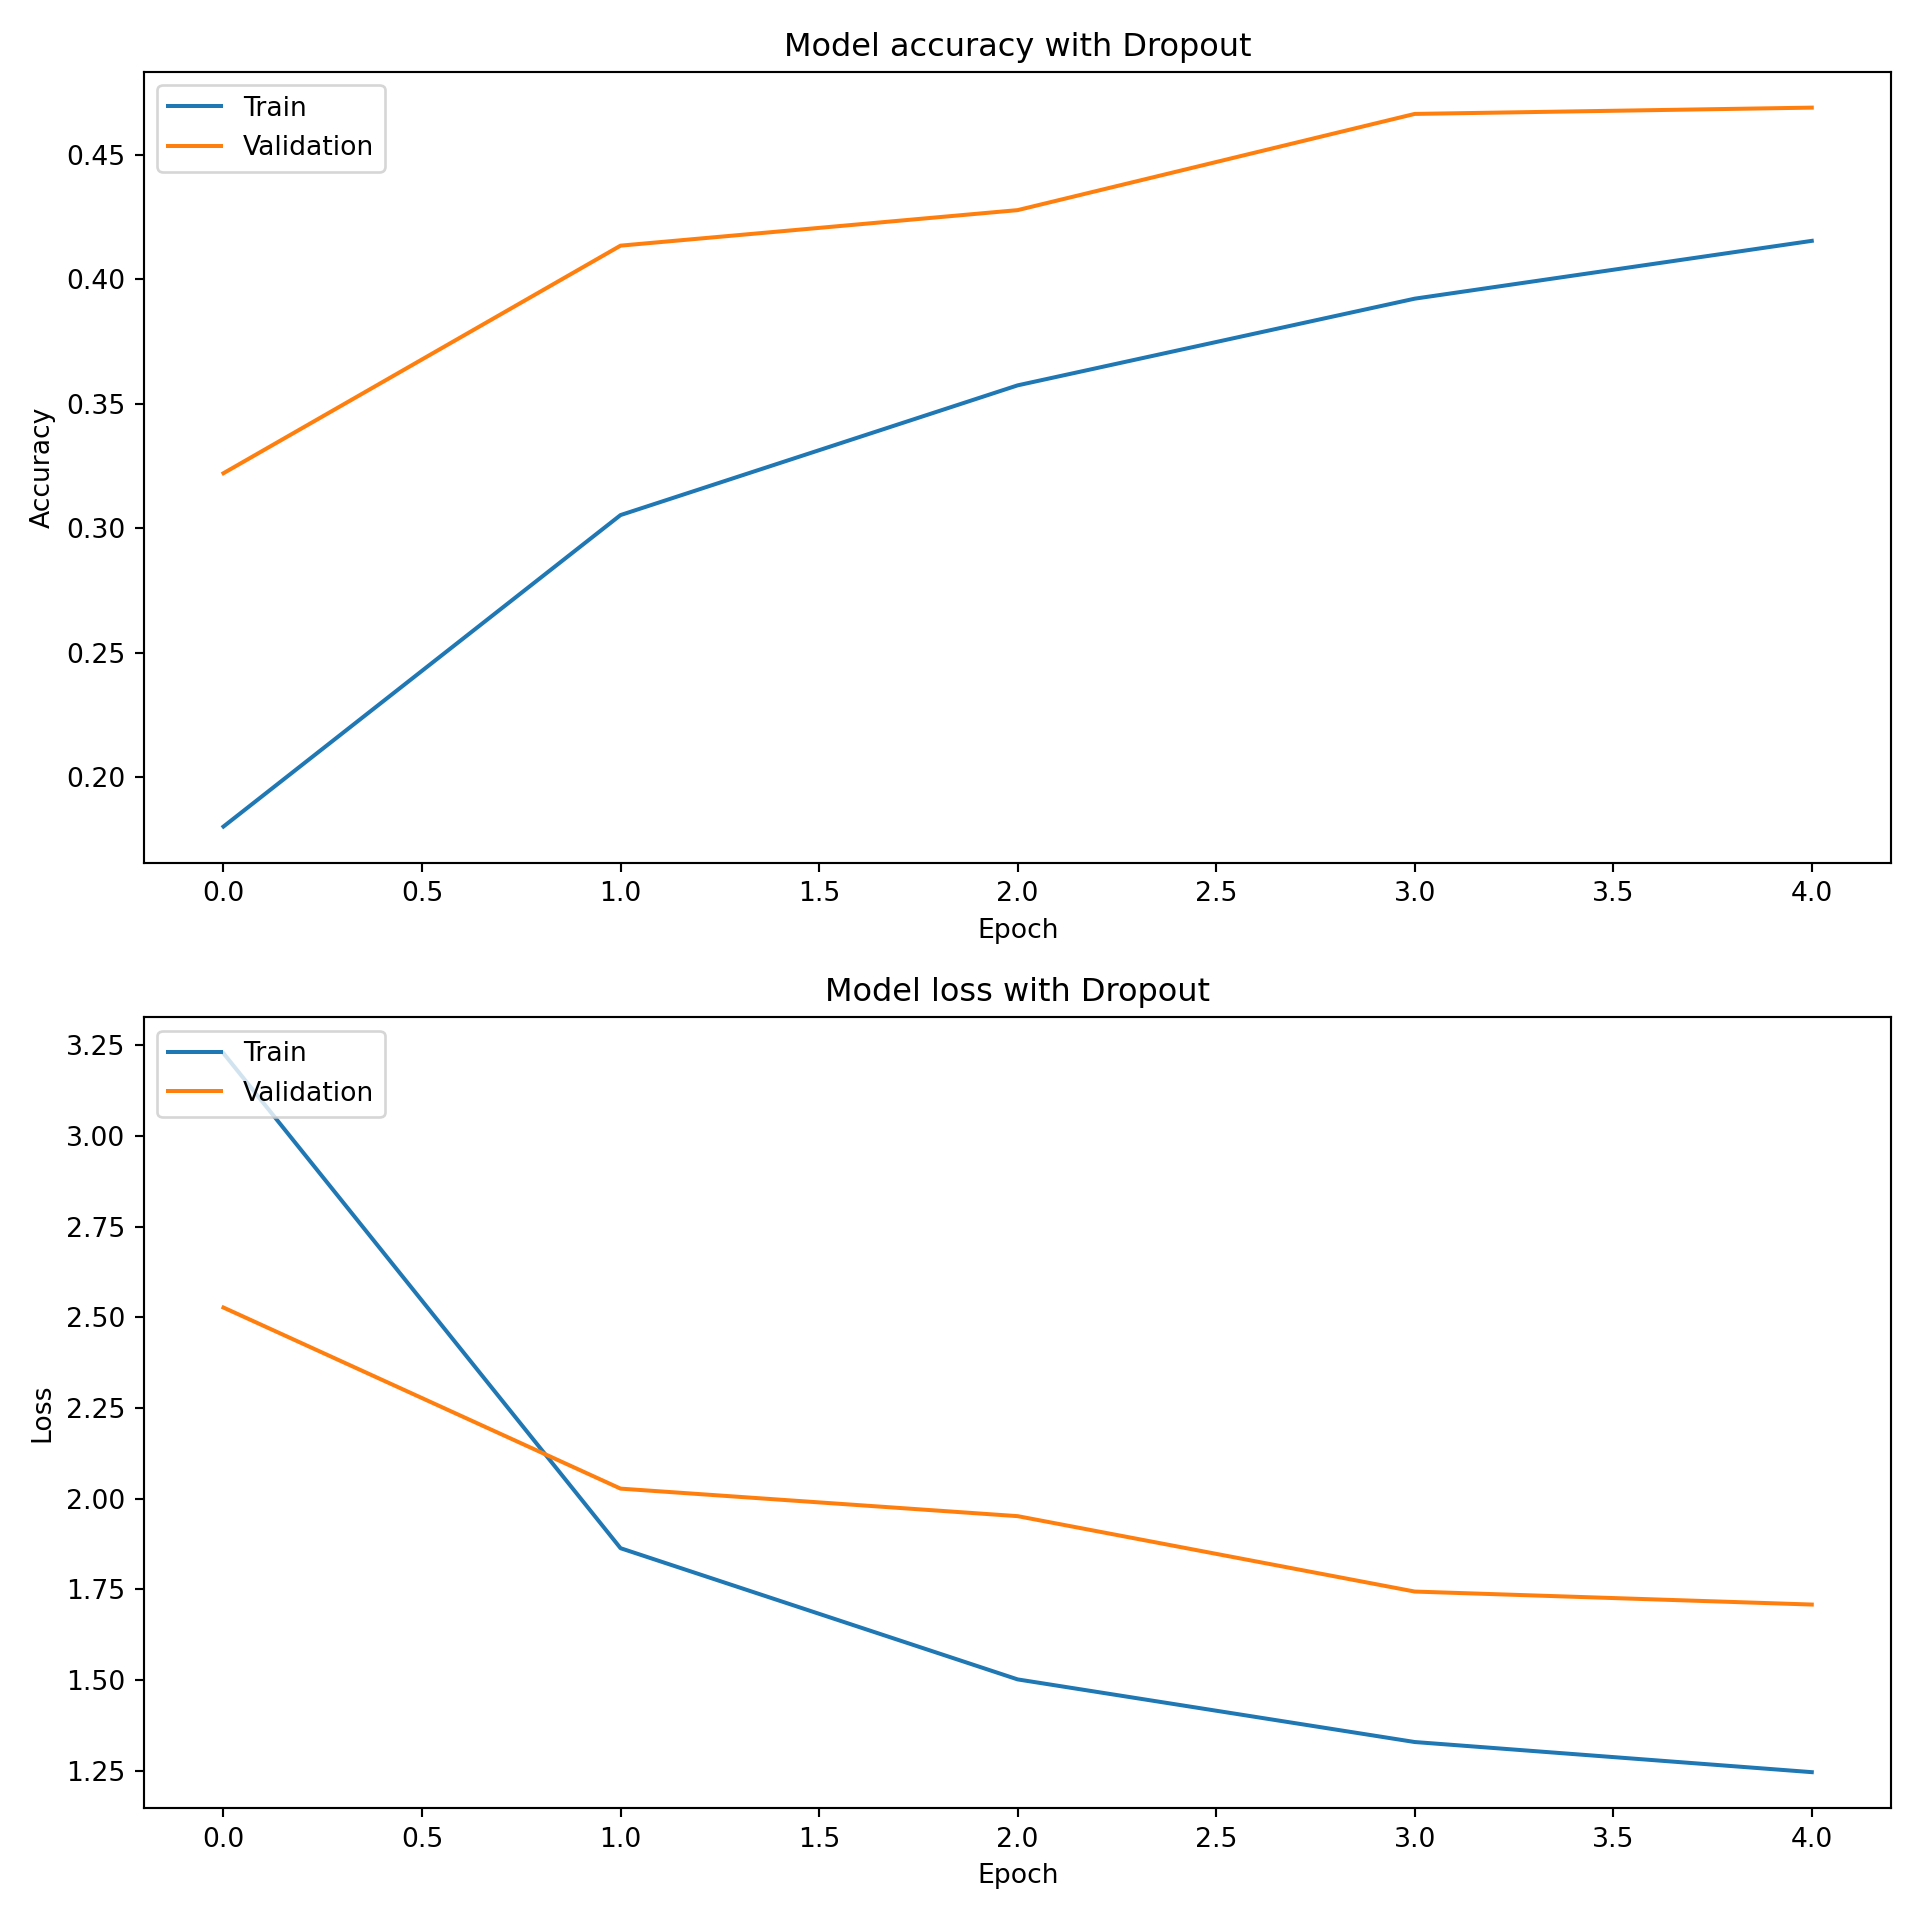 Model accuracy with Dropout
Train
Validation
0.45
0.40
0.35
0.30
0.25
0.20
Accuracy
0.0 0.5 1.0 1.5 2.0 2.5 3.0 3.5 4.0
Epoch
Model loss with Dropout
Train
Validation
3.25
3.00
2.75
2.50
2.25
2.00
1.75
1.50
1.25
Loss
0.0 0.5 1.0 1.5 2.0 2.5 3.0 3.5 4.0
Epoch